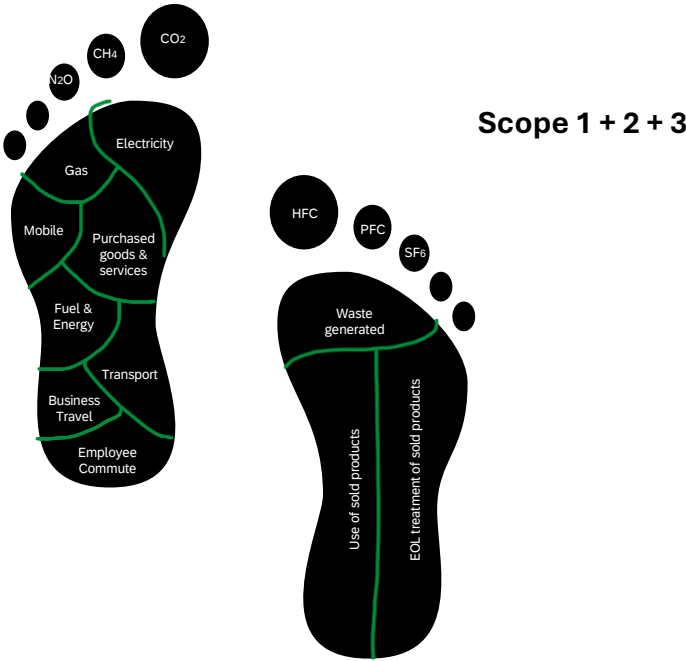 CO2
CH4
N2O
Scope 1 + 2 + 3
Electricity
Gas
Mobile
Purchased
goods &
services
Fuel &
Energy
Transport
Business
Travel
Employee
Commute
HFC
PFC
SF6
Waste
generated
Use of sold products
EOL treatment of sold products